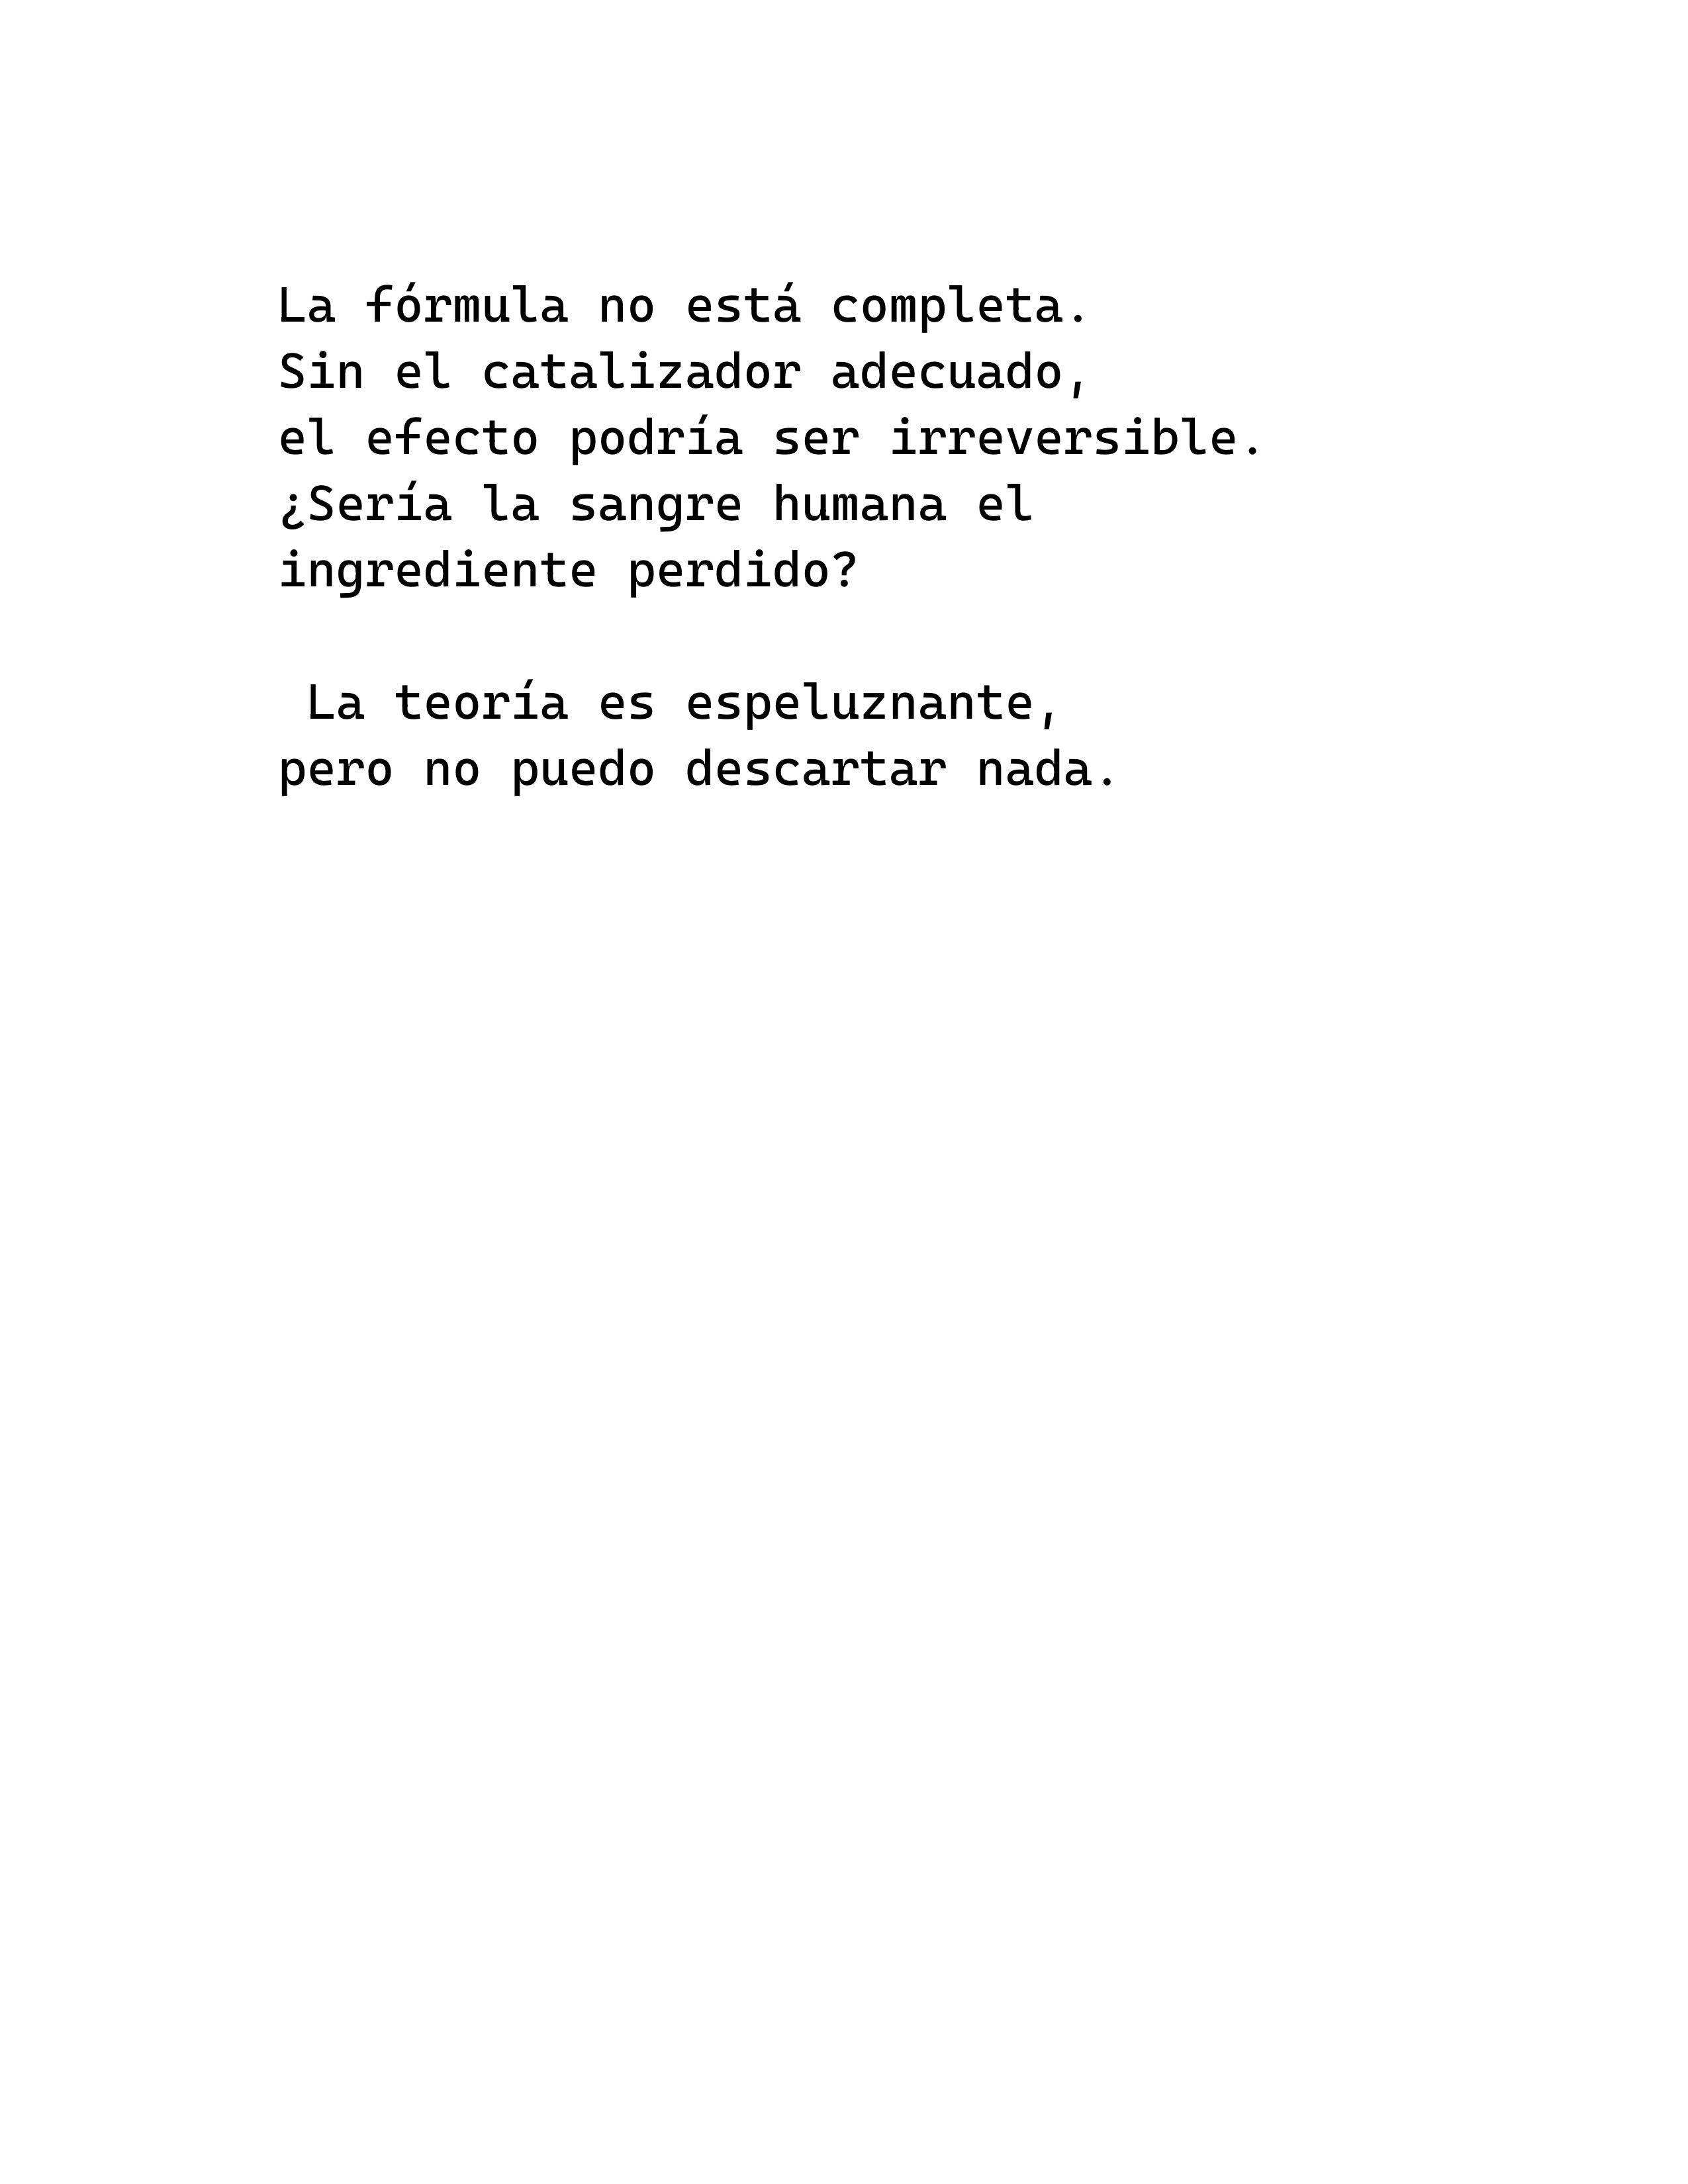 La fórmula no está completa.
Sin el catalizador adecuado,
el efecto podría ser irreversible.
¿Sería la sangre humana el
ingrediente perdido?
La teoría es espeluznante,
pero no puedo descartar nada.